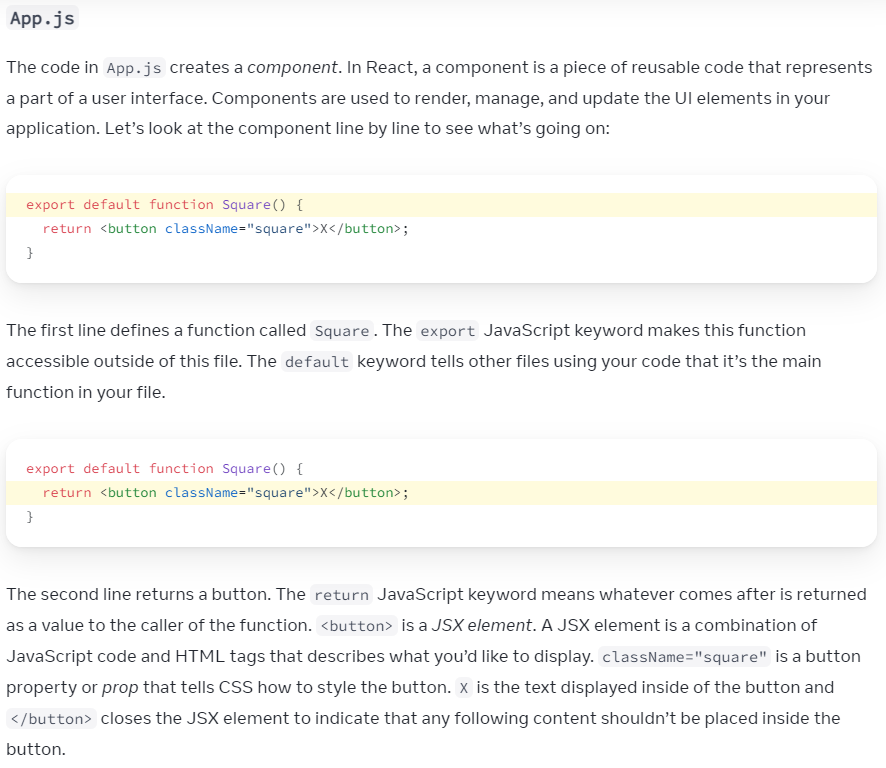 App.js
The code in App.js creates a component. In React, a component is a piece of reusable code that represents
a part of a user interface. Components are used to render, manage, and update the UI elements in your
application. Let’s look at the component line by line to see what’s going on:
export default function Square() {
  return <button className="square">X</button>;
}
The first line defines a function called Square. The export JavaScript keyword makes this function
accessible outside of this file. The default keyword tells other files using your code that it’s the main
function in your file.
export default function Square() {
  return <button className="square">X</button>;
}
The second line returns a button. The return JavaScript keyword means whatever comes after is returned
as a value to the caller of the function. <button> is a JSX element. A JSX element is a combination of
JavaScript code and HTML tags that describes what you’d like to display. className="square" is a button
property or prop that tells CSS how to style the button. X is the text displayed inside of the button and
</button> closes the JSX element to indicate that any following content shouldn’t be placed inside the
button.